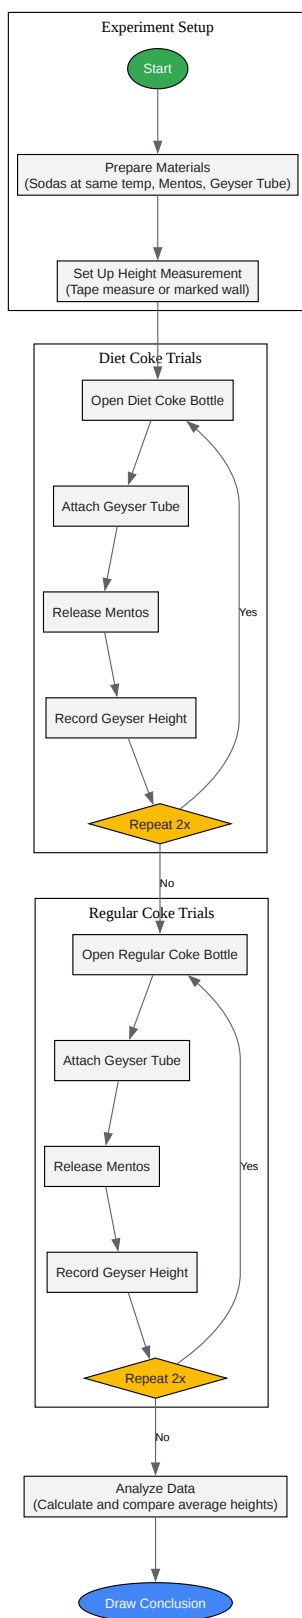 Experiment Setup
Start
Prepare Materials
(Sodas at same temp, Mentos, Geyser Tube)
Set Up Height Measurement
(Tape measure or marked wall)
Diet Coke Trials
Open Diet Coke Bottle
Attach Geyser Tube
Release Mentos
Yes
Record Geyser Height
Repeat 2x
No
Regular Coke Trials
Open Regular Coke Bottle
Attach Geyser Tube
Release Mentos
Yes
Record Geyser Height
Repeat 2x
No
Analyze Data
(Calculate and compare average heights)
Draw Conclusion